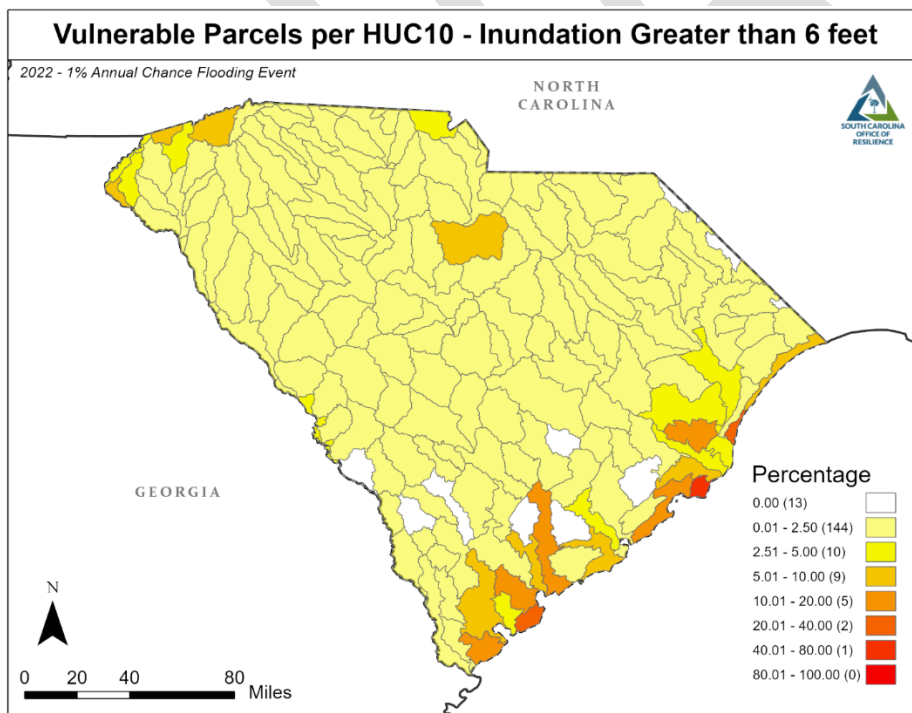 Vulnerable Parcels per HUC10 - Inundation Greater than 6 feet
2022 - 1% Annual Chance Flooding Event
NORTH
CAROLINA
SOUTH CAROLINA
OFFICE OF
RESILIENCE
GEORGIA
Percentage
0.00 (13)
0.01 - 2.50 (144)
2.51 - 5.00 (10)
5.01 - 10.00 (9)
10.01 - 20.00 (5)
20.01 - 40.00 (2)
40.01 - 80.00 (1)
80.01 - 100.00 (0)
N
0 20 40 80
Miles